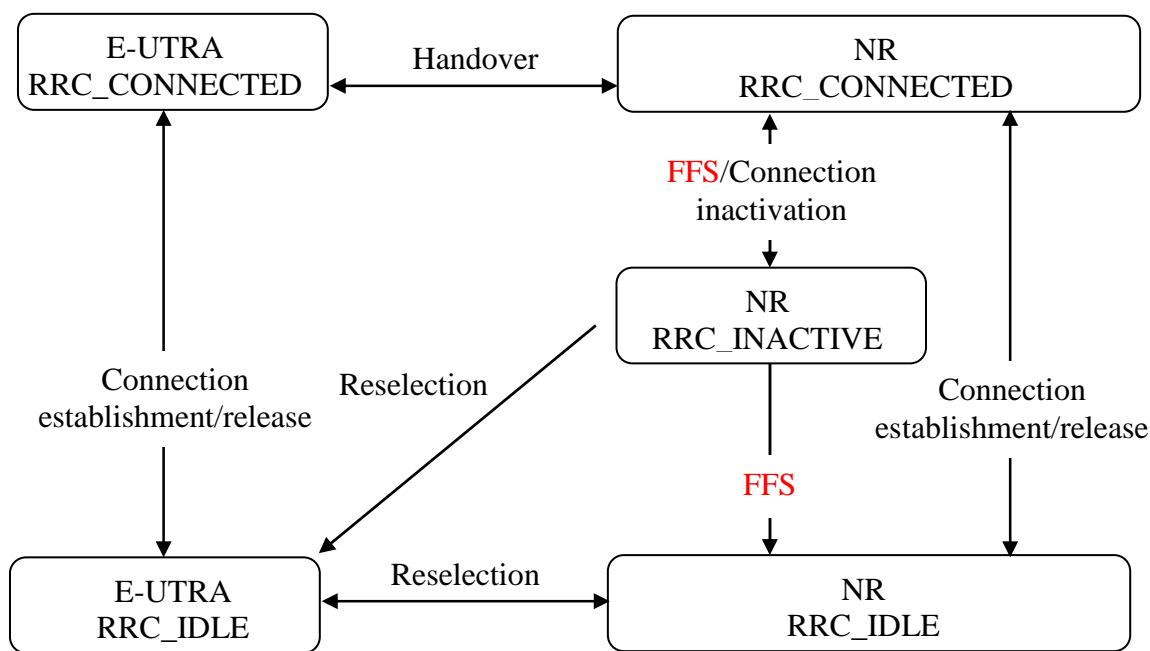 E-UTRA
RRC_CONNECTED
Handover
NR
RRC_CONNECTED
FFS/Connection
inactivation
NR
RRC_INACTIVE
Connection
establishment/release
Reselection
Connection
establishment/release
FFS
E-UTRA
RRC_IDLE
Reselection
NR
RRC_IDLE